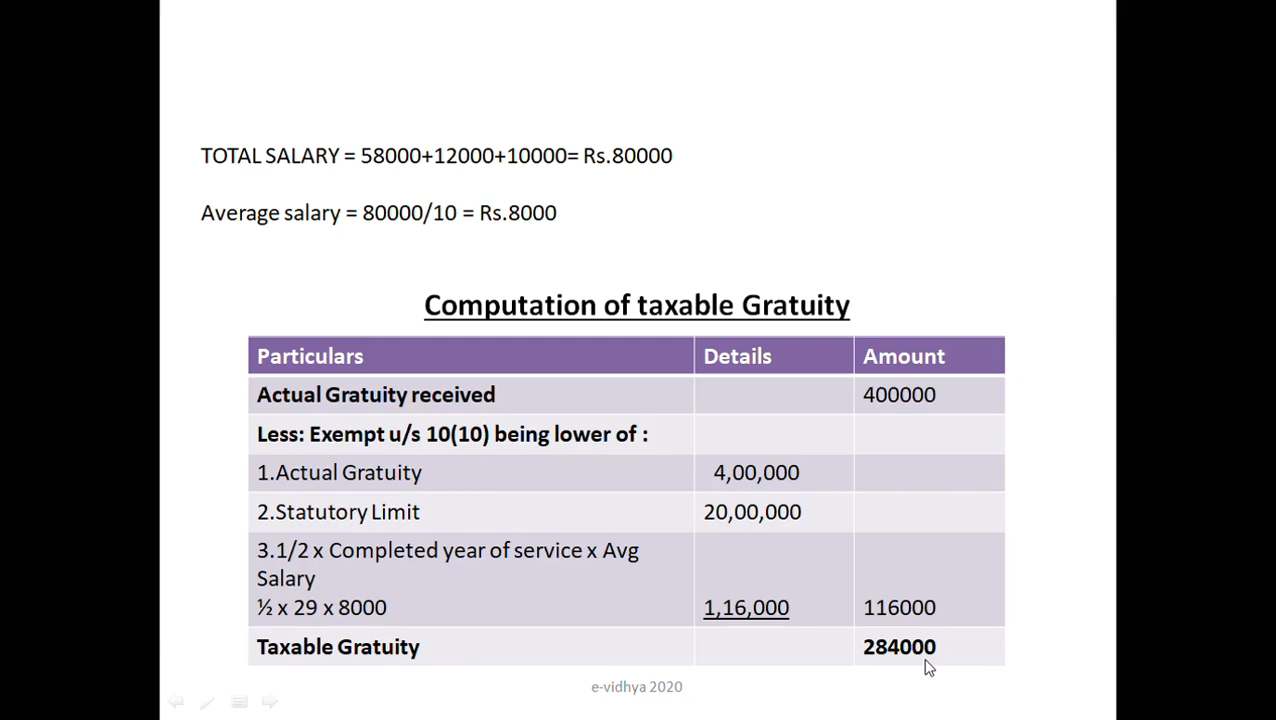 TOTAL SALARY = 58000+12000+10000= Rs.80000
Average salary = 80000/10 = Rs.8000
Computation of taxable Gratuity
Particulars Details Amount
Actual Gratuity received 400000
Less: Exempt u/s 10(10) being lower of :
1.Actual Gratuity 4,00,000
2.Statutory Limit 20,00,000
3.1/2 x Completed year of service x Avg
Salary
½ x 29 x 8000 1,16,000 116000
Taxable Gratuity 284000
e-vidhya 2020